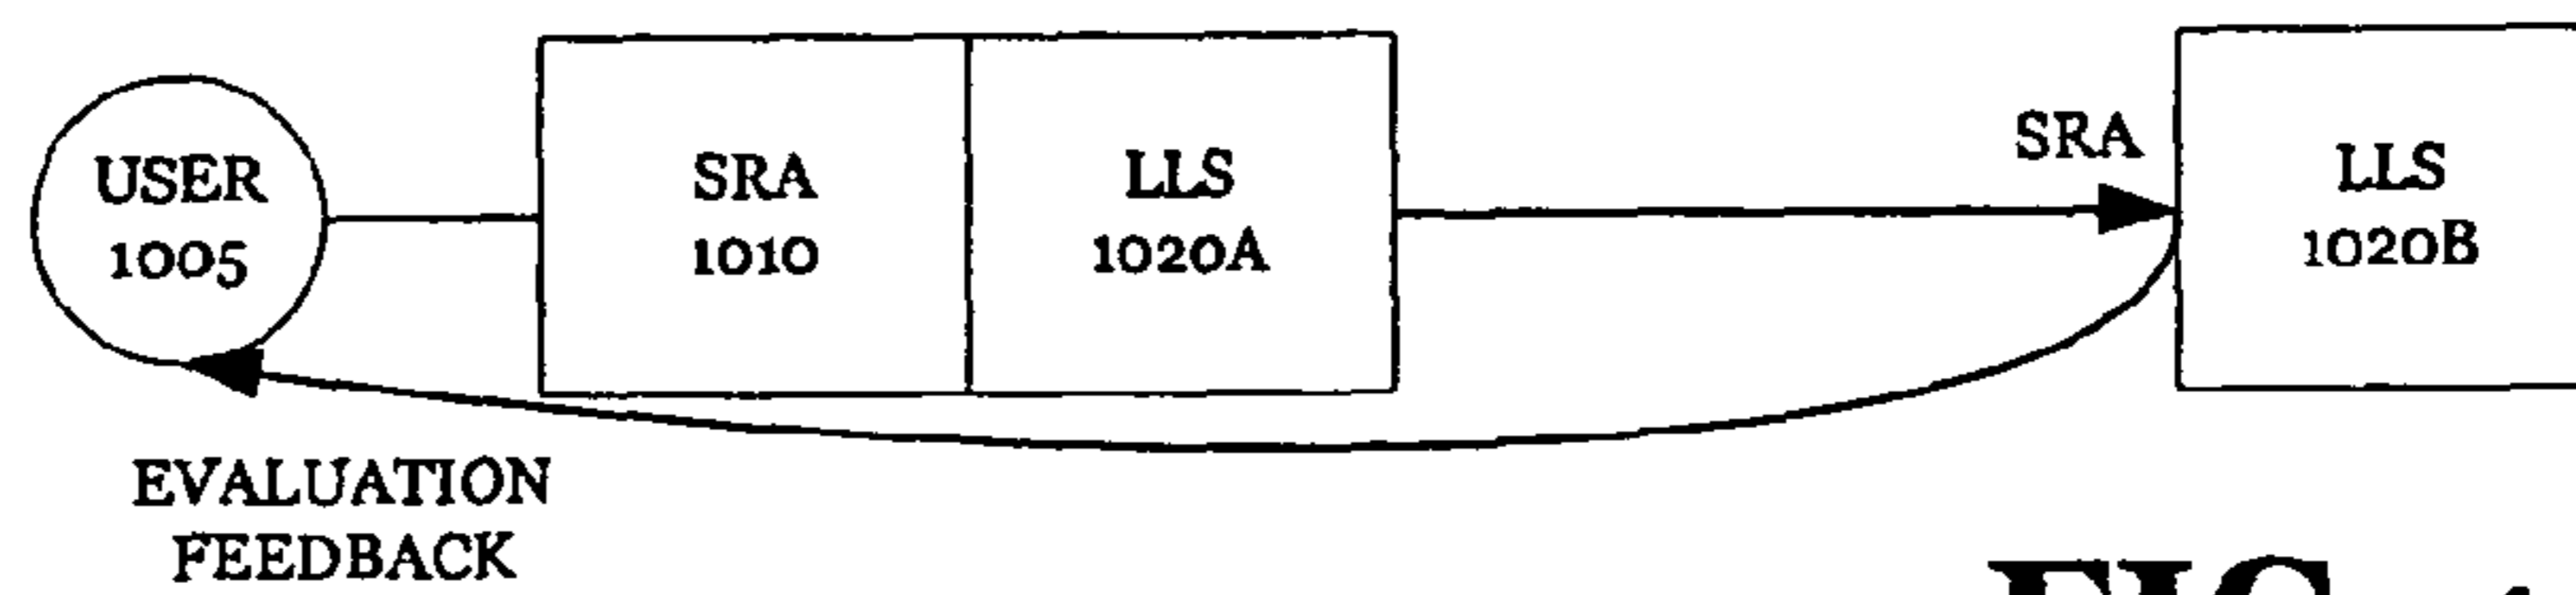 USER
1005
SRA
1010
LLS
1020A
SRA
LLS
1020B
EVALUATION
FEEDBACK